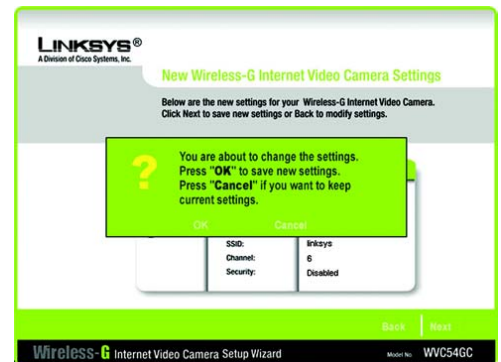 LINKSYS®
A Division of Cisco Systems, Inc.
New Wireless-G Internet Video Camera Settings
Below are the new settings for your Wireless-G Internet Video Camera.
Click Next to save new settings or Back to modify settings.
?
You are about to change the settings.
Press "OK" to save new settings.
Press "Cancel" if you want to keep
current settings.
OK Cancel
SSID: linksys
Channel: 6
Security: Disabled
Back Next
Wireless-G Internet Video Camera Setup Wizard Model No WVC54GC